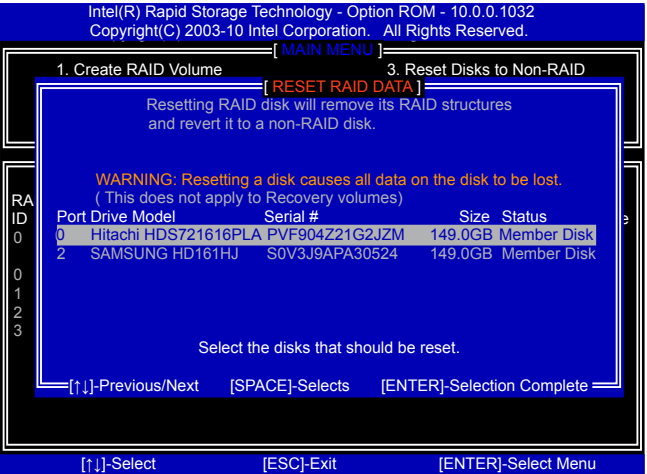 Intel(R) Rapid Storage Technology - Option ROM - 10.0.0.1032
Copyright(C) 2003-10 Intel Corporation. All Rights Reserved.
[ MAIN MENU ]
1. Create RAID Volume 3. Reset Disks to Non-RAID
[ RESET RAID DATA ]
Resetting RAID disk will remove its RAID structures
and revert it to a non-RAID disk.
WARNING: Resetting a disk causes all data on the disk to be lost.
( This does not apply to Recovery volumes)
RA
ID
0
0
1
2
3
Port Drive Model Serial # Size Status
0 Hitachi HDS721616PLA PVF904Z21G2JZM 149.0GB Member Disk
2 SAMSUNG HD161HJ S0V3J9APA30524 149.0GB Member Disk
Select the disks that should be reset.
[↑↓]-Previous/Next [SPACE]-Selects [ENTER]-Selection Complete
[↑↓]-Select [ESC]-Exit [ENTER]-Select Menu